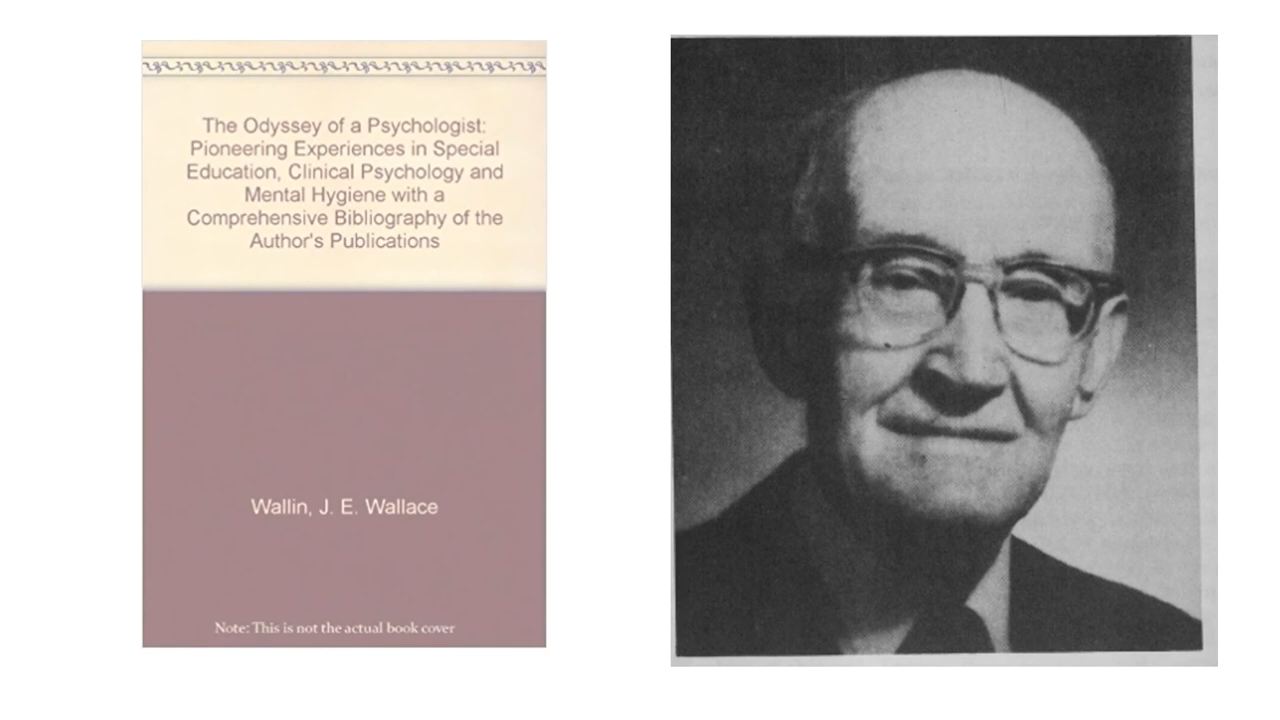 The Odyssey of a Psychologist:
Pioneering Experiences in Special
Education, Clinical Psychology and
Mental Hygiene with a
Comprehensive Bibliography of the
Author's Publications
Wallin, J. E. Wallace
Note: This is not the actual book cover